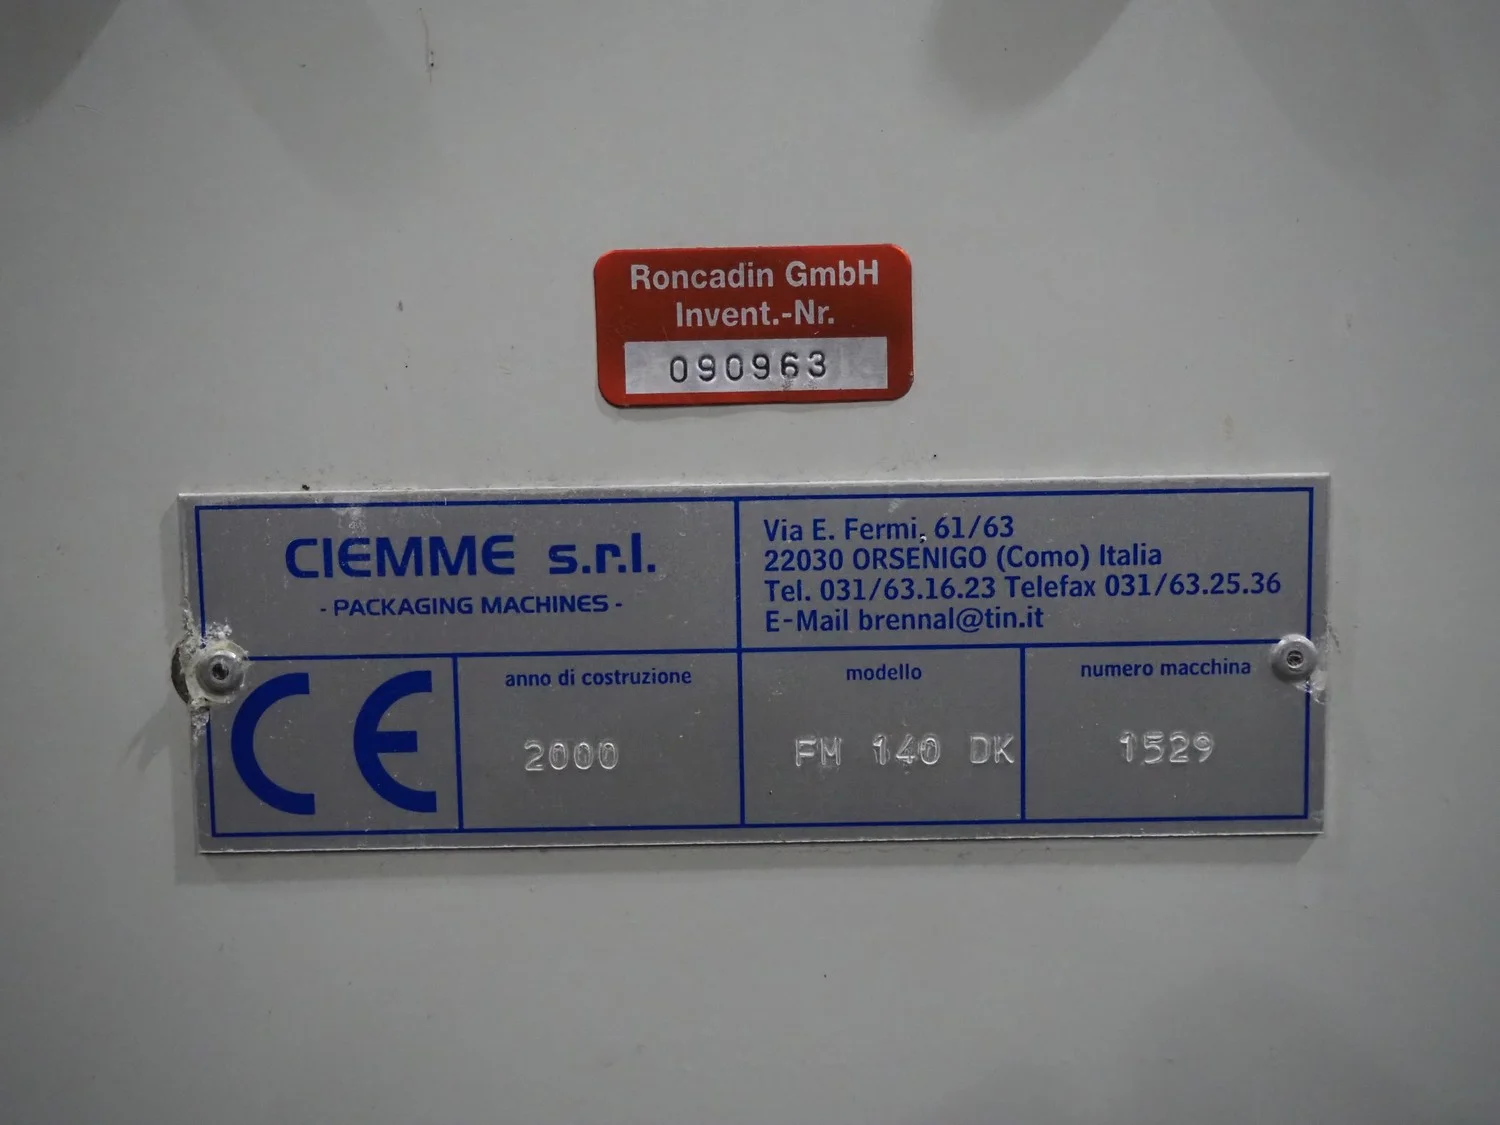 Roncadin GmbH
Invent.-Nr.
090963
CIEMME s.r.l.
- PACKAGING MACHINES -
Via E. Fermi, 61/63
22030 ORSENIGO (Como) Italia
Tel. 031/63.16.23 Telefax 031/63.25.36
E-Mail brennal@tin.it
CE
anno di costruzione
2000
modello
FM 140 DK
numero macchina
1529